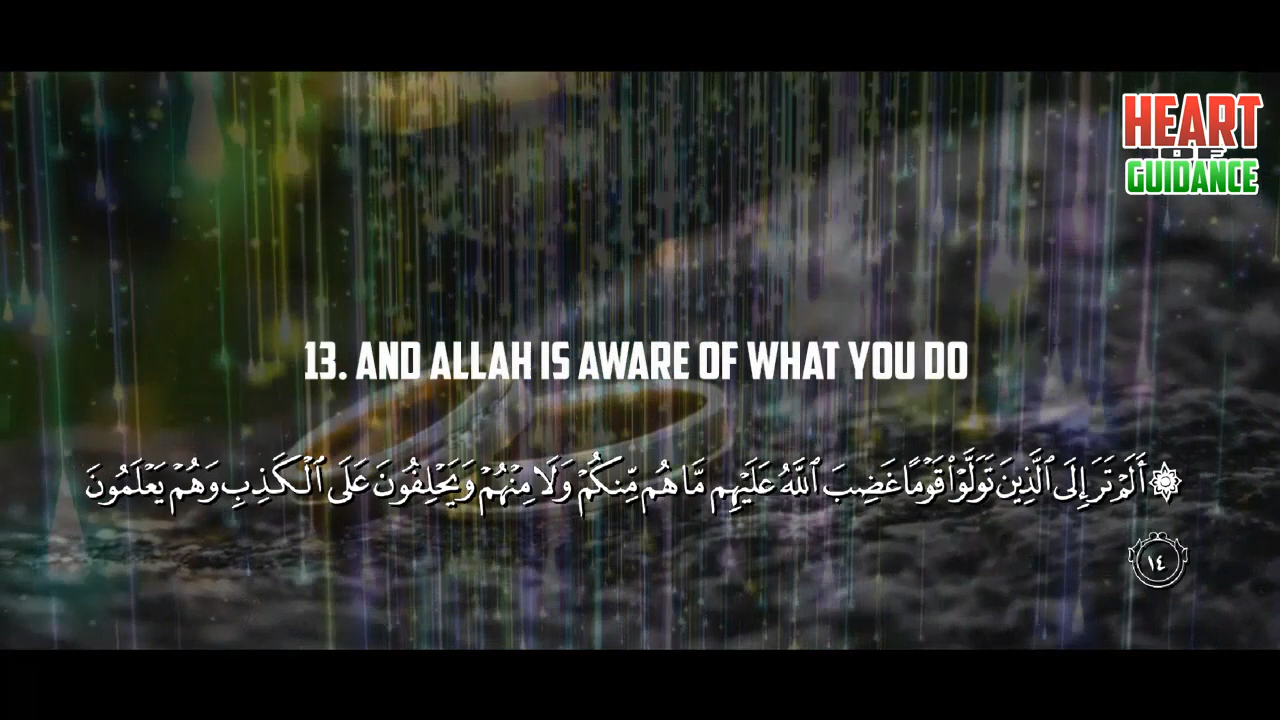 HEART
OF
GUIDANCE
13. AND ALLAH IS AWARE OF WHAT YOU DO
۞ أَلَمْ تَرَ إِلَى ٱلَّذِينَ تَوَلَّوْا۟ قَوْمًا غَضِبَ ٱللَّهُ عَلَيْهِم مَّا هُم مِّنكُمْ وَلَا مِنْهُمْ وَيَحْلِفُونَ عَلَى ٱلْكَذِبِ وَهُمْ يَعْلَمُونَ
١٤